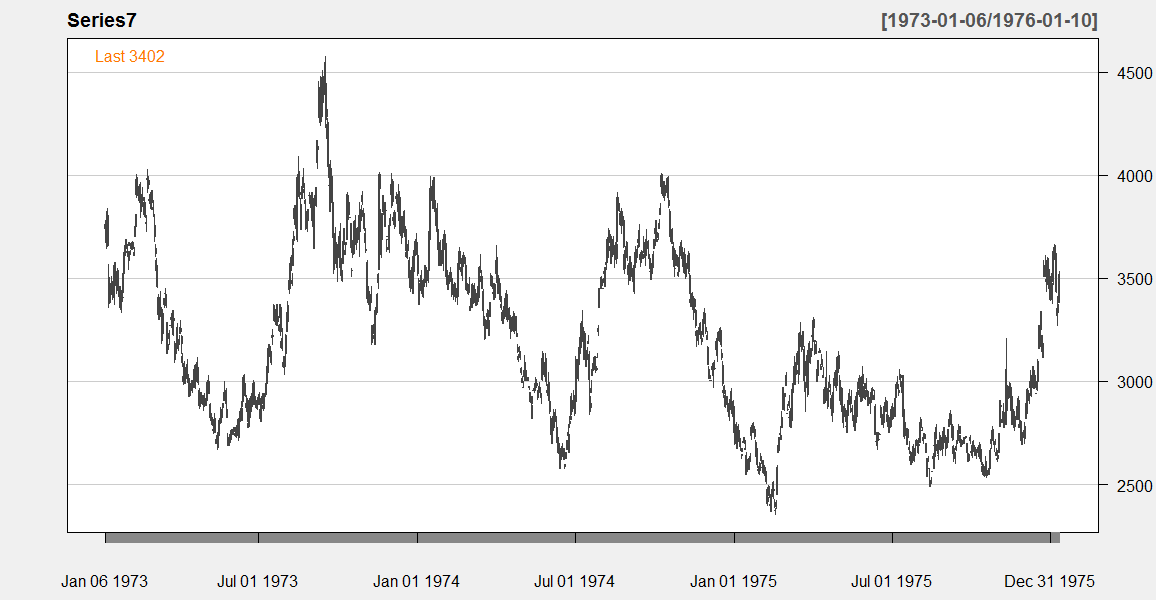 Series7 [1973-01-06/1976-01-10]
Last 3402
4500
4000
3500
3000
2500
Jan 06 1973 Jul 01 1973 Jan 01 1974 Jul 01 1974 Jan 01 1975 Jul 01 1975 Dec 31 1975